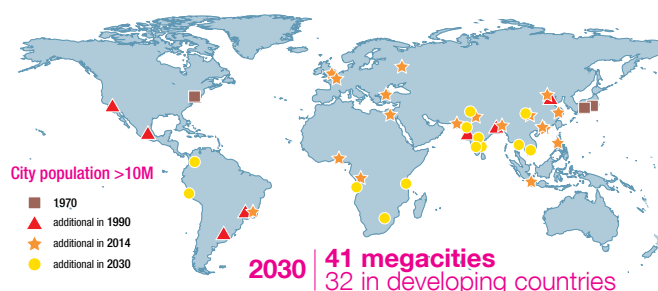 City population >10M
1970
additional in 1990
additional in 2014
additional in 2030
2030
41 megacities
32 in developing countries